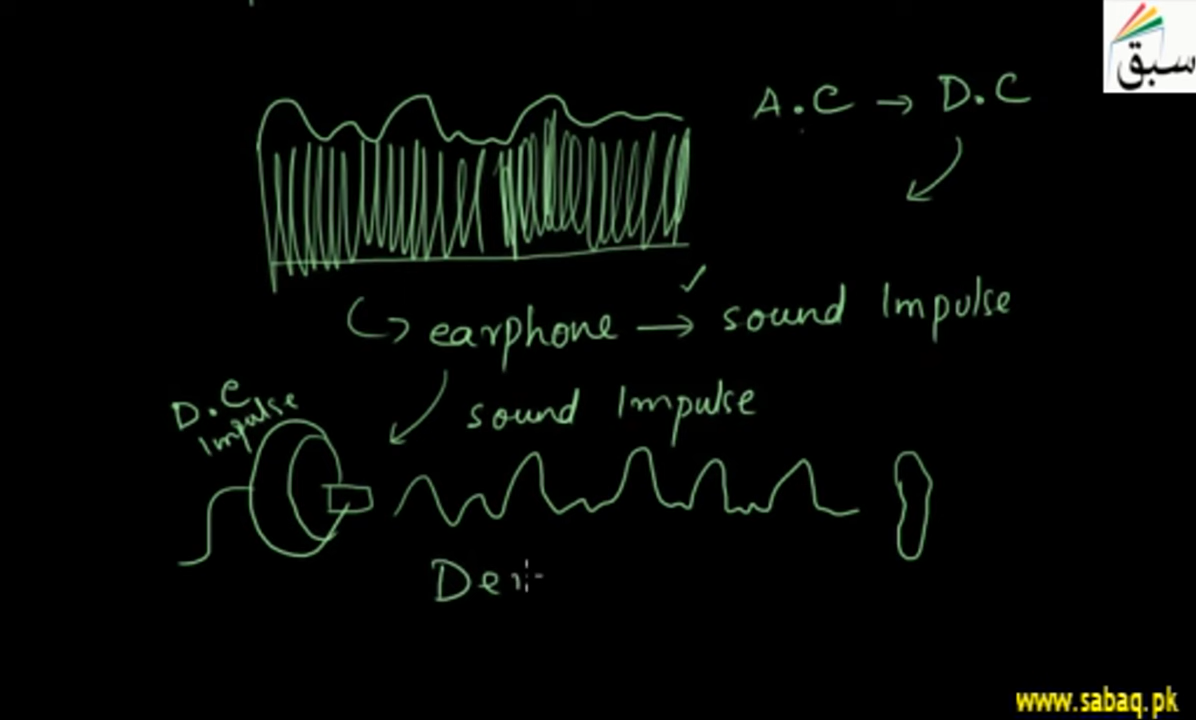 سبق
A.C → D.C
earphone → sound Impulse
D.C
Impulse
sound Impulse
www.sabaq.pk